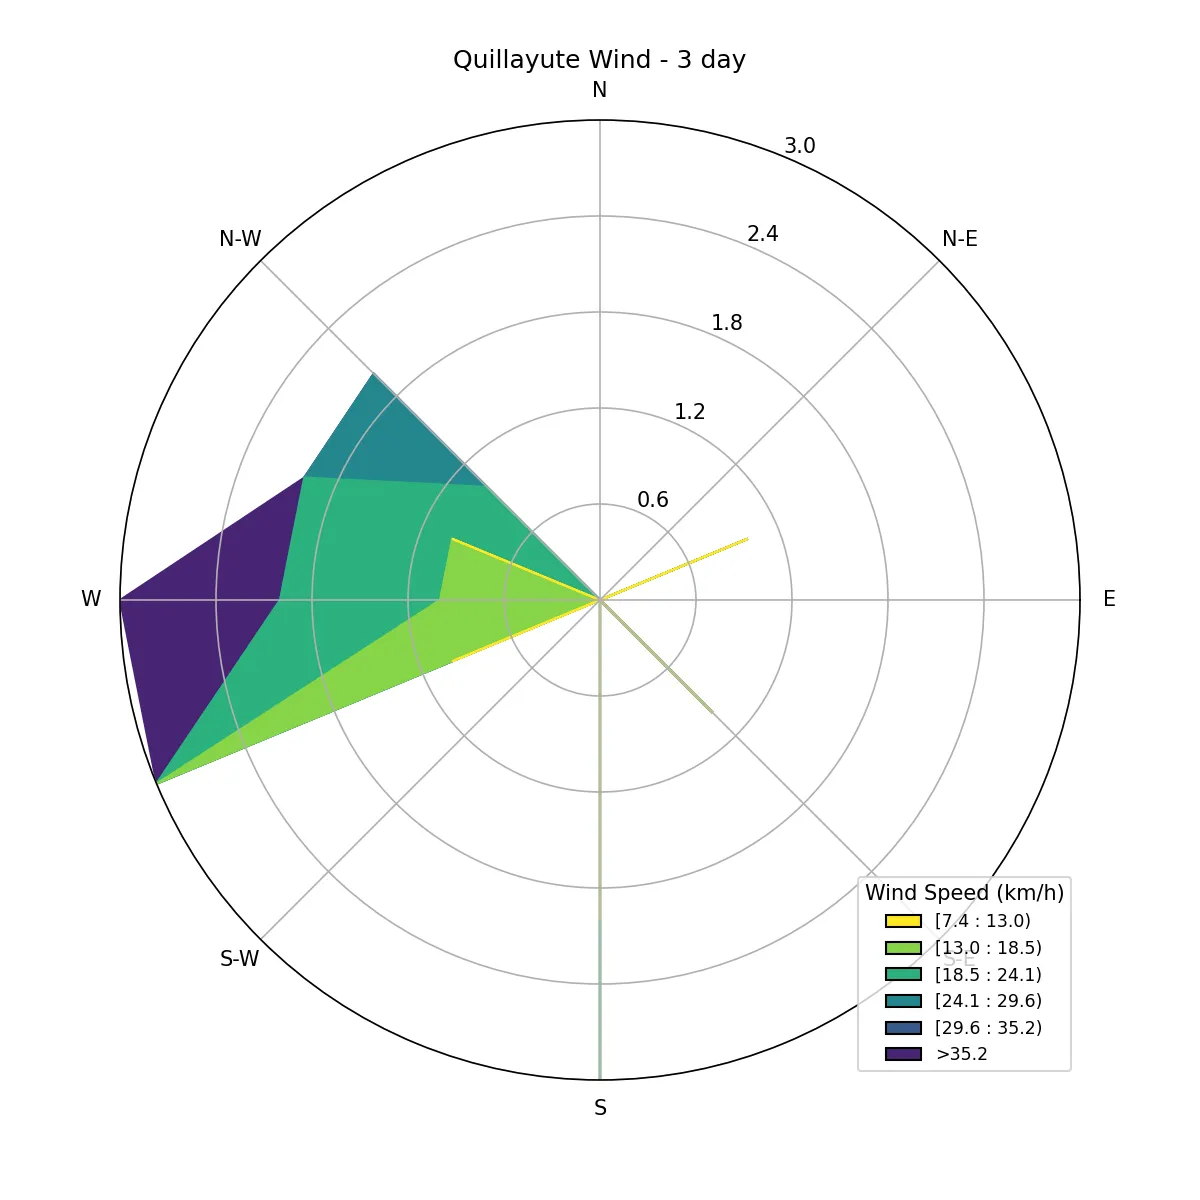 Quillayute Wind - 3 day
N
3.0
N-W
N-E
2.4
1.8
1.2
0.6
W
E
Wind Speed (km/h)
[7.4 : 13.0)
[13.0 : 18.5)
S-W
S-E
[18.5 : 24.1)
[24.1 : 29.6)
[29.6 : 35.2)
>35.2
S